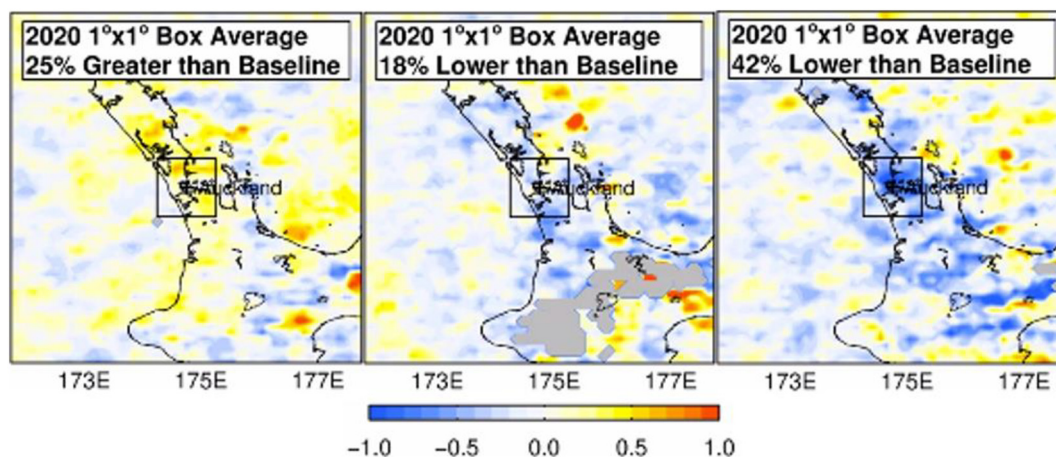 2020 1°x1° Box Average
25% Greater than Baseline
2020 1°x1° Box Average
18% Lower than Baseline
2020 1°x1° Box Average
42% Lower than Baseline
Auckland
Auckland
Auckland
173E 175E 177E
173E 175E 177E
173E 175E 177E
−1.0 −0.5 0.0 0.5 1.0